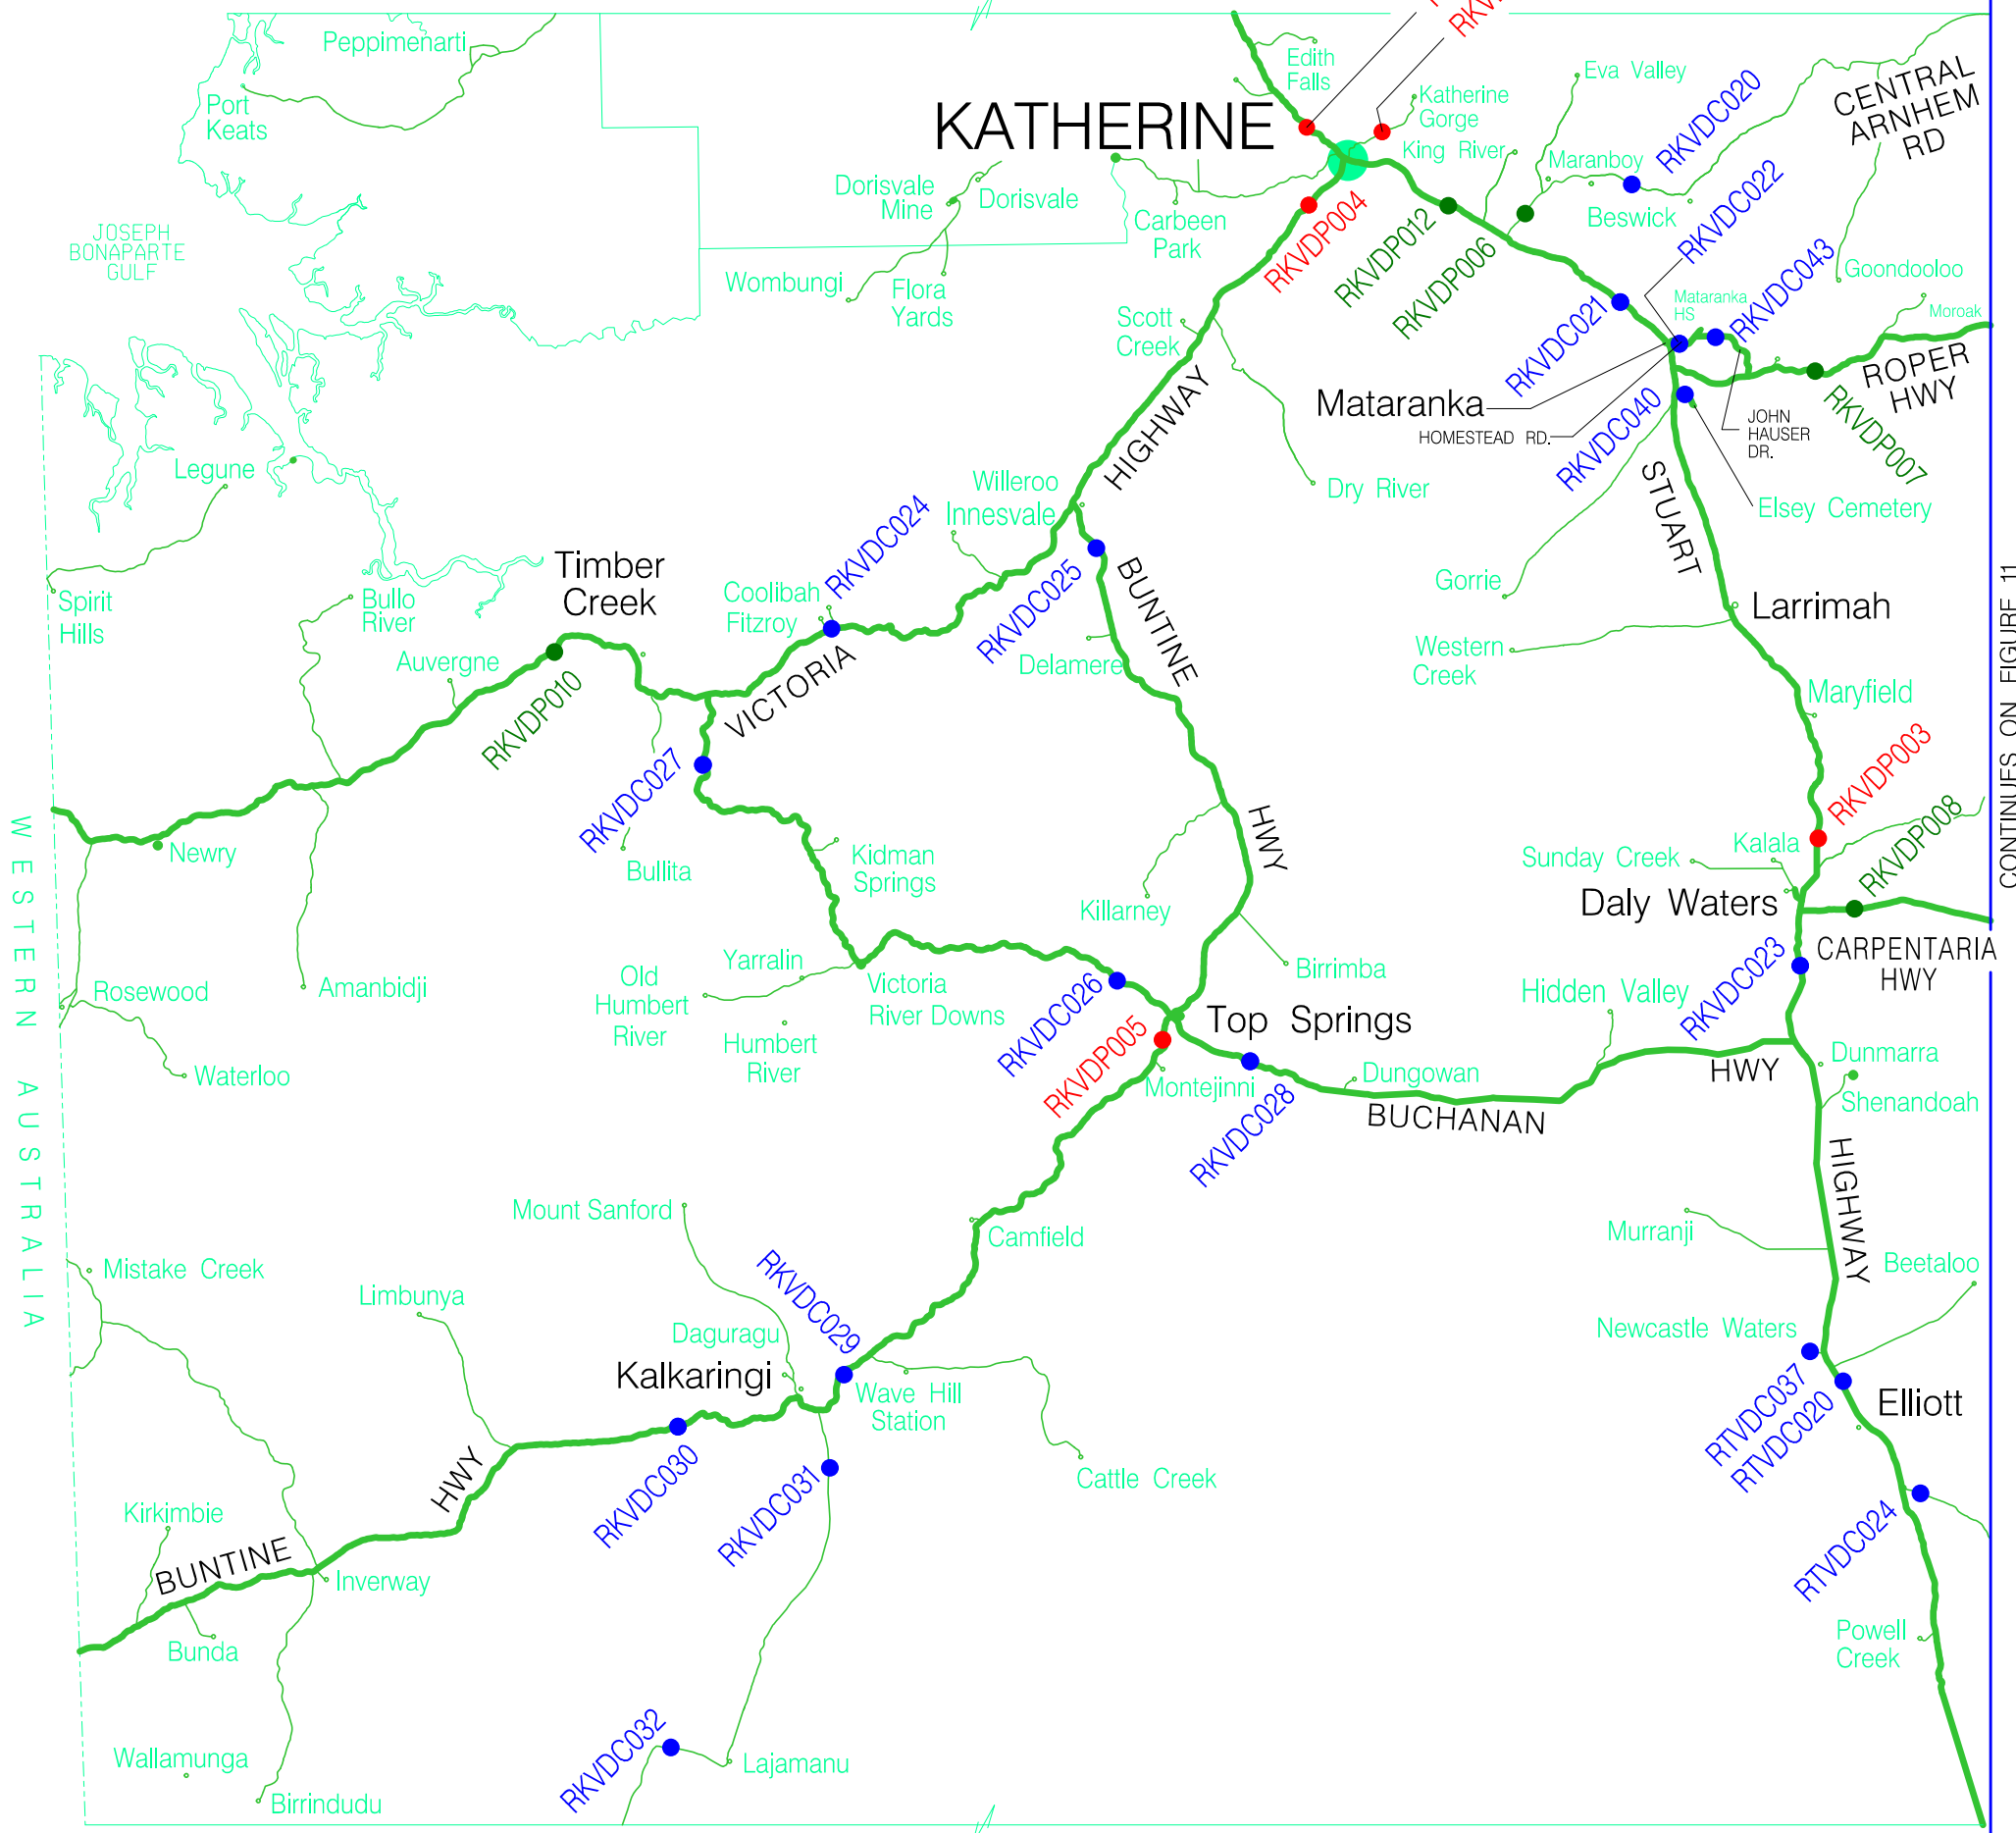 Peppimenarti
Port
Keats
JOSEPH
BONAPARTE
GULF
KATHERINE
Edith
Falls
Katherine
Gorge
King River
Eva Valley
Maranboy
Beswick
RKVDC020
CENTRAL
ARNHEM
RD
Dorisvale
Mine
Dorisvale
Wombungi
Flora
Yards
Carbeen
Park
RKVDP004
RKVDP012
RKVDP006
RKVDC022
RKVDC021
RKVDC043
Mataranka
HS
Goondooloo
Moroak
ROPER
HWY
Scott
Creek
HIGHWAY
Mataranka
HOMESTEAD RD.
RKVDC040
JOHN
HAUSER
DR.
RKVDP007
Elsey Cemetery
Dry River
STUART
Legune
Willeroo
Innesvale
RKVDC024
RKVDC025
BUNTINE
Gorrie
Timber
Creek
Coolibah
Fitzroy
Spirit
Hills
Bullo
River
Auvergne
RKVDP010
VICTORIA
Delamere
Western
Creek
Larrimah
Maryfield
CONTINUES ON FIGURE 11
RKVDC027
Bullita
Newry
Kidman
Springs
HWY
Killarney
RKVDP003
RKVDP008
Kalala
Sunday Creek
Daly Waters
CARPENTARIA
HWY
RKVDC023
WESTERN AUSTRALIA
Rosewood
Waterloo
Amanbidji
Old
Humbert
River
Yarralin
Humbert
River
Victoria
River Downs
RKVDC026
Birrimba
Hidden Valley
Top Springs
RKVDP005
Montejinni
RKVDC028
Dungowan
BUCHANAN
HWY
Dunmarra
Shenandoah
HIGHWAY
Mount Sanford
Camfield
Murranji
Beetaloo
Mistake Creek
Limbunya
RKVDC029
Daguragu
Kalkaringi
Wave Hill
Station
Newcastle Waters
RTVDC037
RTVDC020
Elliott
Cattle Creek
HWY
RKVDC030
RKVDC031
RTVDC024
Kirkimbie
BUNTINE
Inverway
Bunda
Powell
Creek
Wallamunga
Birrindudu
RKVDC032
Lajamanu